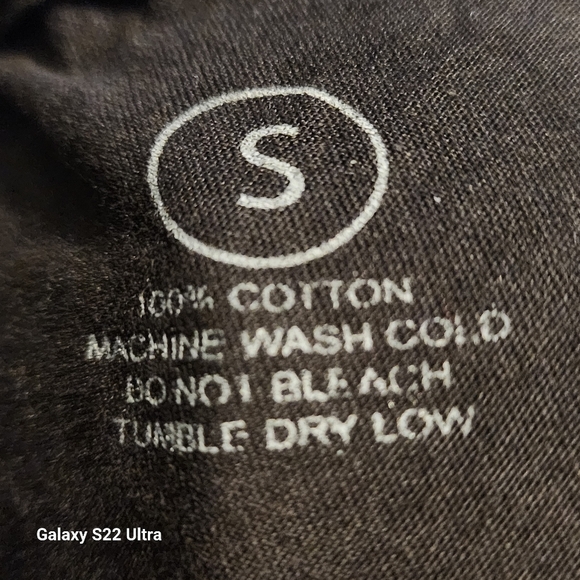 S
100% COTTON
MACHINE WASH COLD
DO NOT BLEACH
TUMBLE DRY LOW
Galaxy S22 Ultra